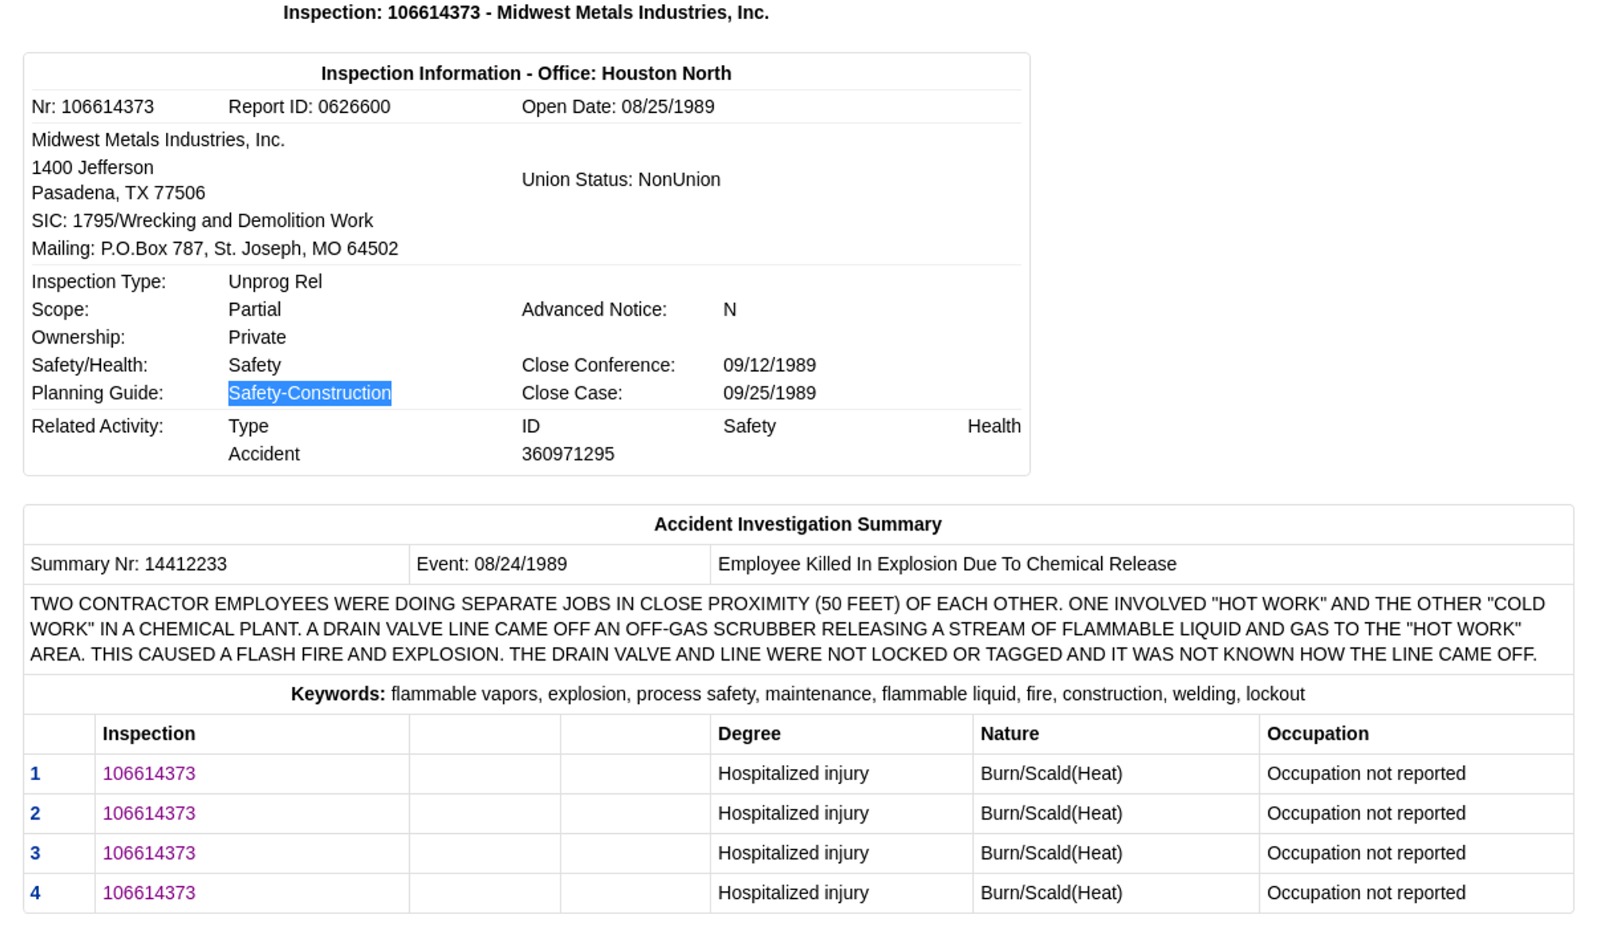 Inspection: 106614373 - Midwest Metals Industries, Inc.
Inspection Information - Office: Houston North
Nr: 106614373 Report ID: 0626600 Open Date: 08/25/1989
Midwest Metals Industries, Inc.
1400 Jefferson
Pasadena, TX 77506
Union Status: NonUnion
SIC: 1795/Wrecking and Demolition Work
Mailing: P.O.Box 787, St. Joseph, MO 64502
Inspection Type: Unprog Rel
Scope: Partial Advanced Notice: N
Ownership: Private
Safety/Health: Safety Close Conference: 09/12/1989
Planning Guide: Safety-Construction Close Case: 09/25/1989
Related Activity: Type ID Safety Health
Accident 360971295
Accident Investigation Summary
Summary Nr: 14412233 Event: 08/24/1989 Employee Killed In Explosion Due To Chemical Release
TWO CONTRACTOR EMPLOYEES WERE DOING SEPARATE JOBS IN CLOSE PROXIMITY (50 FEET) OF EACH OTHER. ONE INVOLVED "HOT WORK" AND THE OTHER "COLD
WORK" IN A CHEMICAL PLANT. A DRAIN VALVE LINE CAME OFF AN OFF-GAS SCRUBBER RELEASING A STREAM OF FLAMMABLE LIQUID AND GAS TO THE "HOT WORK"
AREA. THIS CAUSED A FLASH FIRE AND EXPLOSION. THE DRAIN VALVE AND LINE WERE NOT LOCKED OR TAGGED AND IT WAS NOT KNOWN HOW THE LINE CAME OFF.
Keywords: flammable vapors, explosion, process safety, maintenance, flammable liquid, fire, construction, welding, lockout
Inspection Degree Nature Occupation
1 106614373 Hospitalized injury Burn/Scald(Heat) Occupation not reported
2 106614373 Hospitalized injury Burn/Scald(Heat) Occupation not reported
3 106614373 Hospitalized injury Burn/Scald(Heat) Occupation not reported
4 106614373 Hospitalized injury Burn/Scald(Heat) Occupation not reported